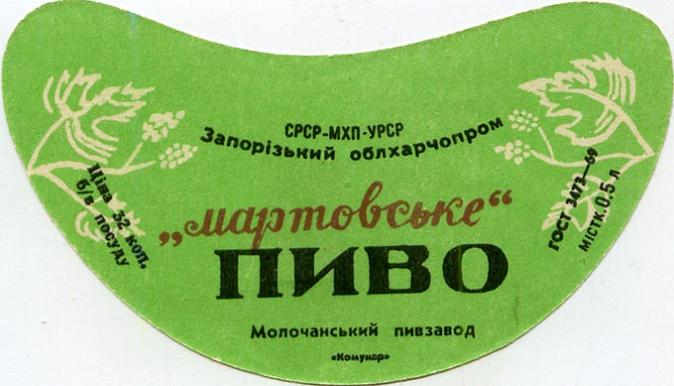 СРСР-МХП-УРСР
Запорізький облхарчопром
Ціна 32 коп.
б/в посуду
ГОСТ 3473—69
МІСТК. 0,5 л
„мартовське“
ПИВО
Молочанський пивзавод
«Комунар»